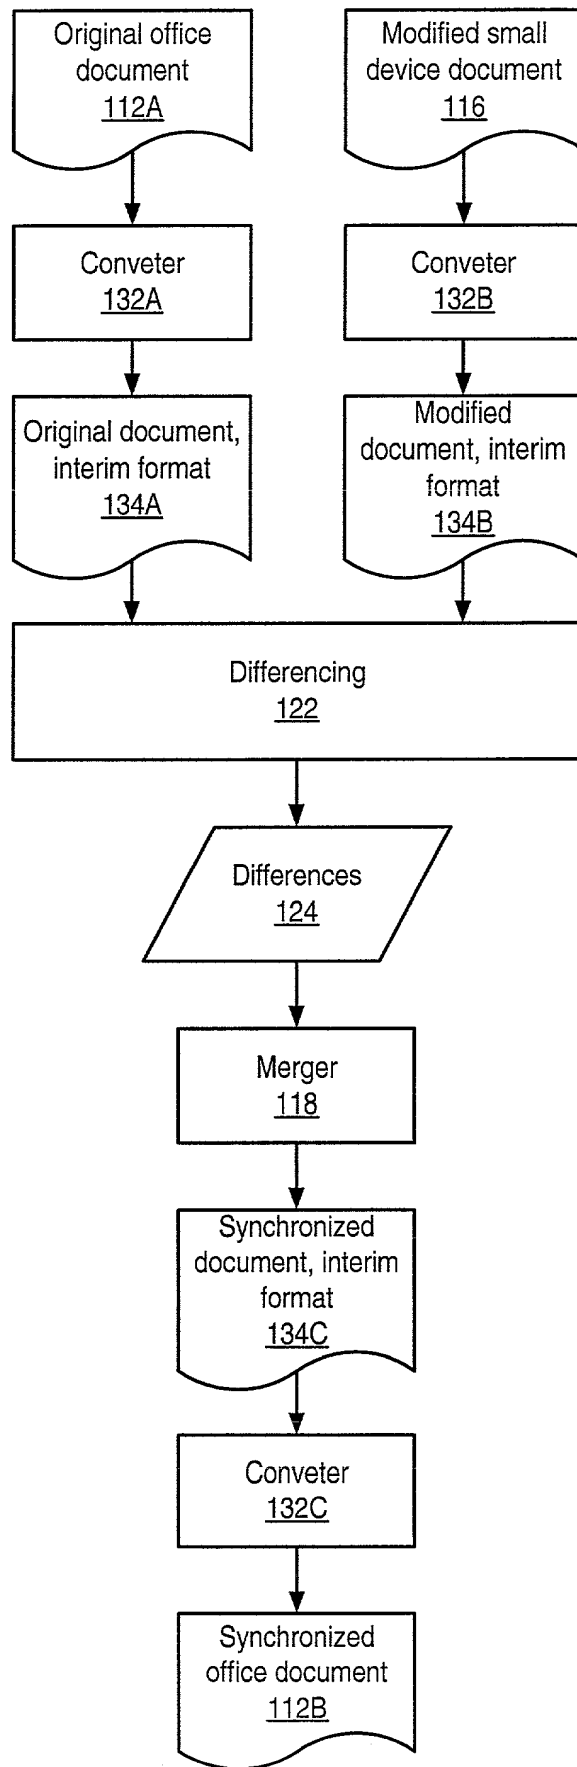 Original office
document
112A
Modified small
device document
116
Conveter
132A
Conveter
132B
Original document,
interim format
134A
Modified
document, interim
format
134B
Differencing
122
Differences
124
Merger
118
Synchronized
document, interim
format
134C
Conveter
132C
Synchronized
office document
112B